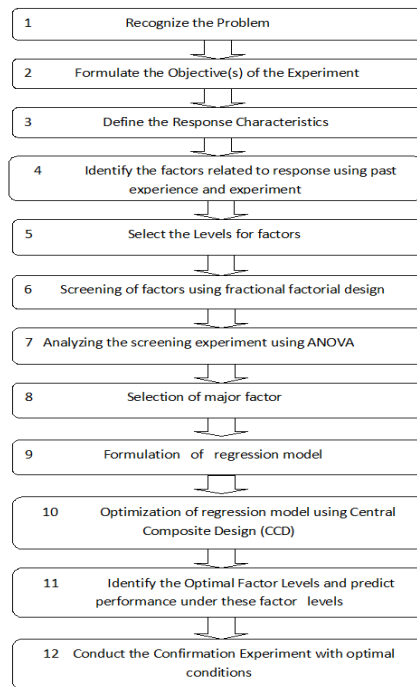 1 Recognize the Problem
2 Formulate the Objective(s) of the Experiment
3 Define the Response Characteristics
4 Identify the factors related to response using past
experience and experiment
5 Select the Levels for factors
6 Screening of factors using fractional factorial design
7 Analyzing the screening experiment using ANOVA
8 Selection of major factor
9 Formulation of regression model
10 Optimization of regression model using Central
Composite Design (CCD)
11 Identify the Optimal Factor Levels and predict
performance under these factor levels
12 Conduct the Confirmation Experiment with optimal
conditions